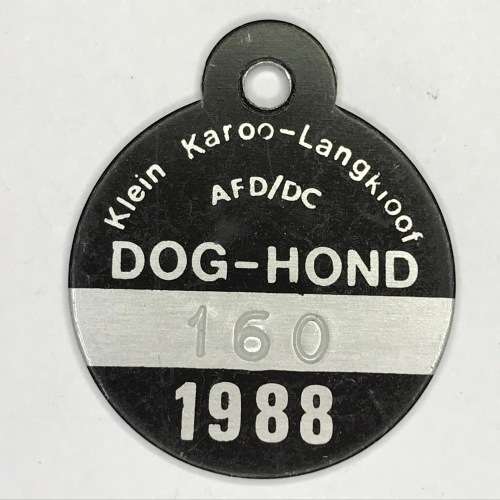 Klein Karoo-Langkloof
AFD/DC
DOG-HOND
160
1988